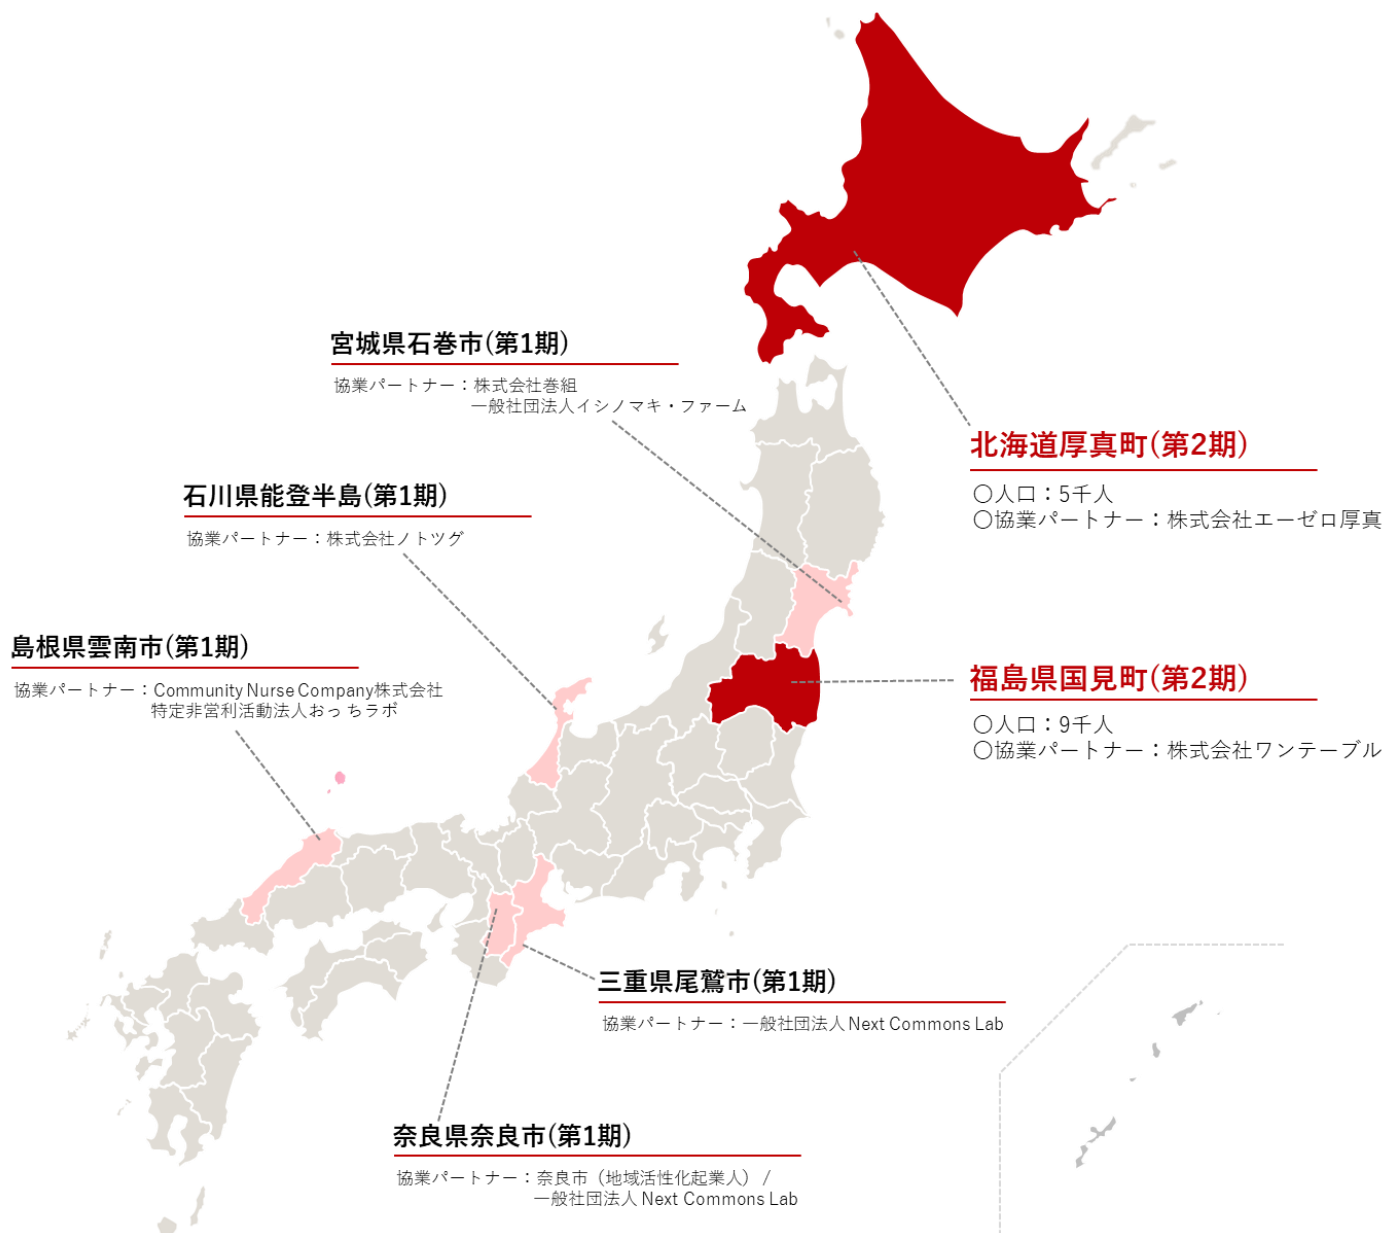 宮城県石巻市(第1期)
協業パートナー：株式会社巻組
一般社団法人イシノマキ・ファーム
北海道厚真町(第2期)
〇人口：5千人
〇協業パートナー：株式会社エーゼロ厚真
石川県能登半島(第1期)
協業パートナー：株式会社ノトツグ
島根県雲南市(第1期)
協業パートナー：Community Nurse Company株式会社
特定非営利活動法人おっちラボ
福島県国見町(第2期)
〇人口：9千人
〇協業パートナー：株式会社ワンテーブル
三重県尾鷲市(第1期)
協業パートナー：一般社団法人 Next Commons Lab
奈良県奈良市(第1期)
協業パートナー：奈良市（地域活性化起業人）/
一般社団法人 Next Commons Lab